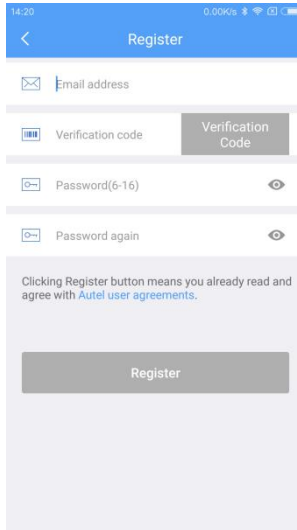 14:20 0.00K/s
Register
Email address
Verification code
Verification
Code
Password(6-16)
Password again
Clicking Register button means you already read and
agree with Autel user agreements.
Register